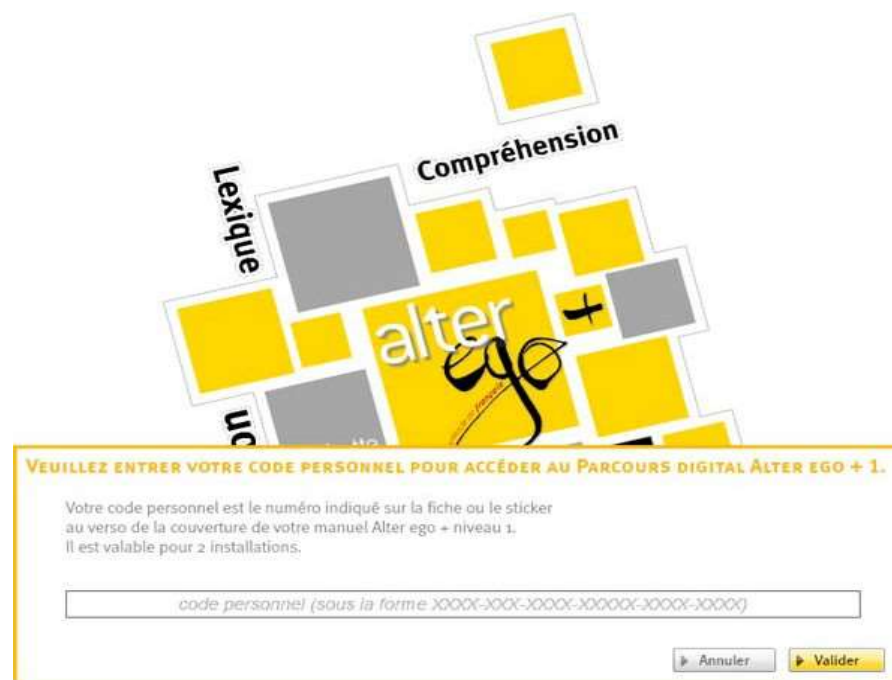 Compréhension
Lexique
alter
ego +
on
VEUILLEZ ENTRER VOTRE CODE PERSONNEL POUR ACCÉDER AU PARCOURS DIGITAL ALTER EGO + 1.
Votre code personnel est le numéro indiqué sur la fiche ou le sticker
au verso de la couverture de votre manuel Alter ego + niveau 1.
Il est valable pour 2 installations.
code personnel (sous la forme XXXX-XXX-XXXX-XXXXX-XXXX-XXXX)
Annuler
Valider